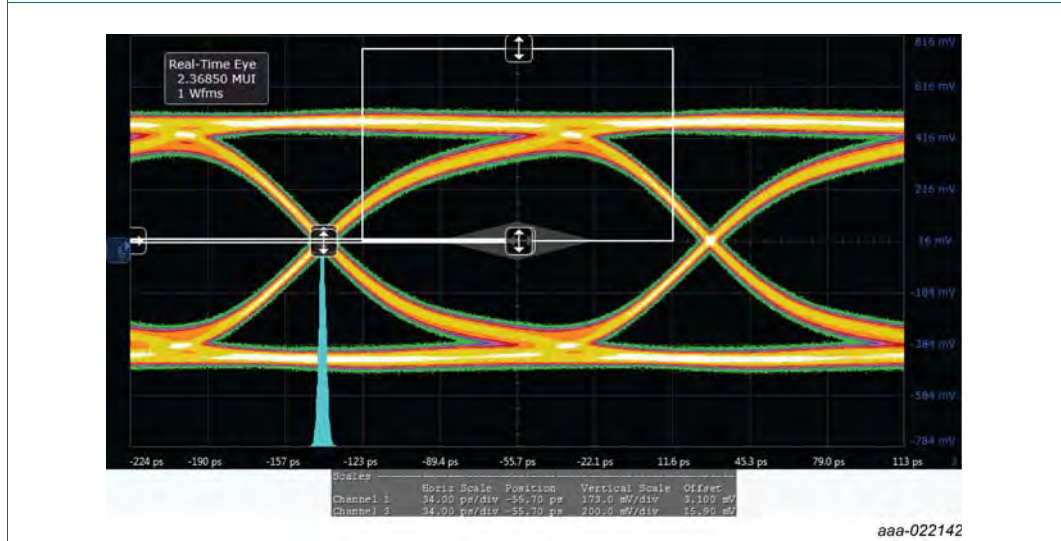 816 mV
Real-Time Eye
2.36850 MUI
1 Wfms
616 mV
416 mV
216 mV
16 mV
-184 mV
-384 mV
-584 mV
-784 mV
-224 ps -190 ps -157 ps -123 ps -89.4 ps -55.7 ps -22.1 ps 11.6 ps 45.3 ps 79.0 ps 113 ps 3
Scales
Horiz Scale Position Vertical Scale Offset
Channel 1 34.00 ps/div -55.70 ps 173.0 mV/div 3.100 mV
Channel 3 34.00 ps/div -55.70 ps 200.0 mV/div 15.90 mV
aaa-022142